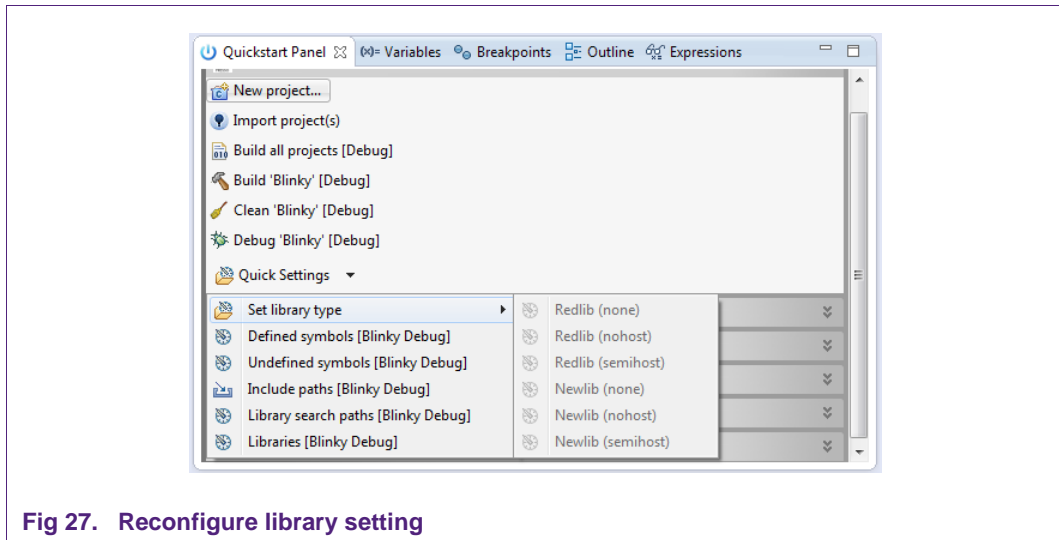 Quickstart Panel (x)= Variables Breakpoints Outline Expressions
New project...
Import project(s)
Build all projects [Debug]
Build 'Blinky' [Debug]
Clean 'Blinky' [Debug]
Debug 'Blinky' [Debug]
Quick Settings
Set library type
Defined symbols [Blinky Debug]
Undefined symbols [Blinky Debug]
Include paths [Blinky Debug]
Library search paths [Blinky Debug]
Libraries [Blinky Debug]
Redlib (none)
Redlib (nohost)
Redlib (semihost)
Newlib (none)
Newlib (nohost)
Newlib (semihost)
Fig 27. Reconfigure library setting